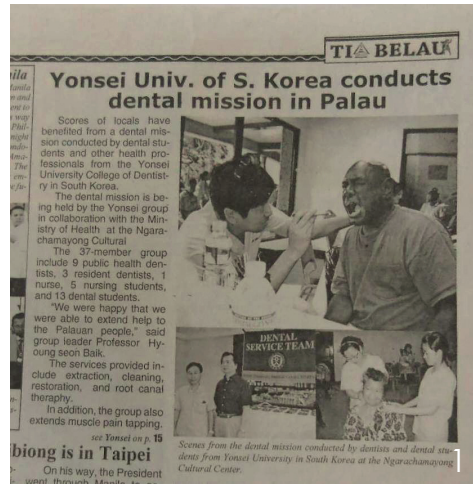 TIA BELAU
Yonsei Univ. of S. Korea conducts
dental mission in Palau
Scores of locals have
benefited from a dental mis-
sion conducted by dental stu-
dents and other health pro-
fessionals from the Yonsei
University College of Dentist-
ry in South Korea.
The dental mission is be-
ing held by the Yonsei group
in collaboration with the Min-
istry of Health at the Ngara-
chamayong Cultural
The 37-member group
include 9 public health den-
tists, 3 resident dentists, 1
nurse, 5 nursing students,
and 13 dental students.
"We were happy that we
were able to extend help to
the Palauan people," said
group leader Professor Hy-
oung seon Baik.
The services provided in-
clude extraction, cleaning,
restoration, and root canal
theraphy.
In addition, the group also
extends muscle pain tapping.
see Yonsei on p. 15
DENTAL
SERVICE TEAM
Scenes from the dental mission conducted by dentists and dental stu-
dents from Yonsei University in South Korea at the Ngarachamayong
Cultural Center.
biong is in Taipei
On his way, the President
went through Manila to